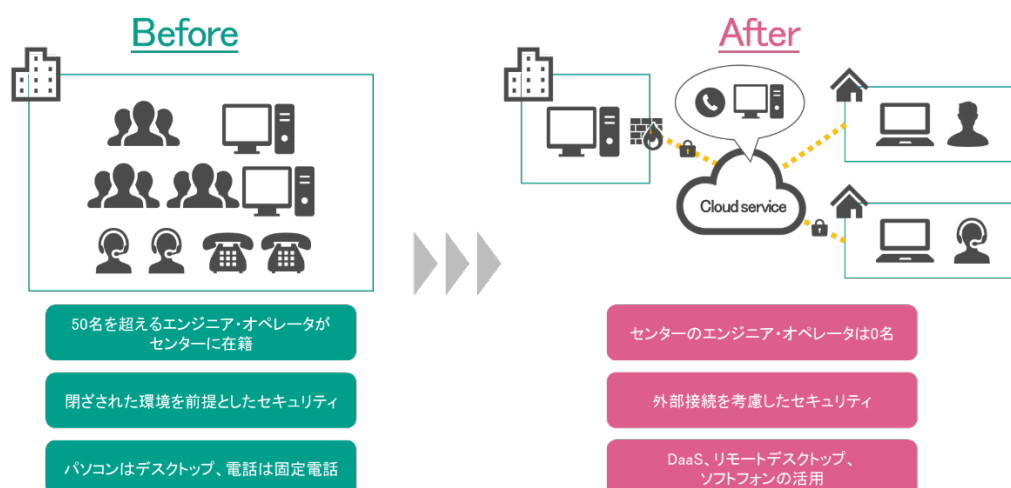 Before
After
Cloud service
50名を超えるエンジニア・オペレータが
センターに在籍
閉ざされた環境を前提としたセキュリティ
パソコンはデスクトップ、電話は固定電話
センターのエンジニア・オペレータは0名
外部接続を考慮したセキュリティ
DaaS、リモートデスクトップ、
ソフトフォンの活用